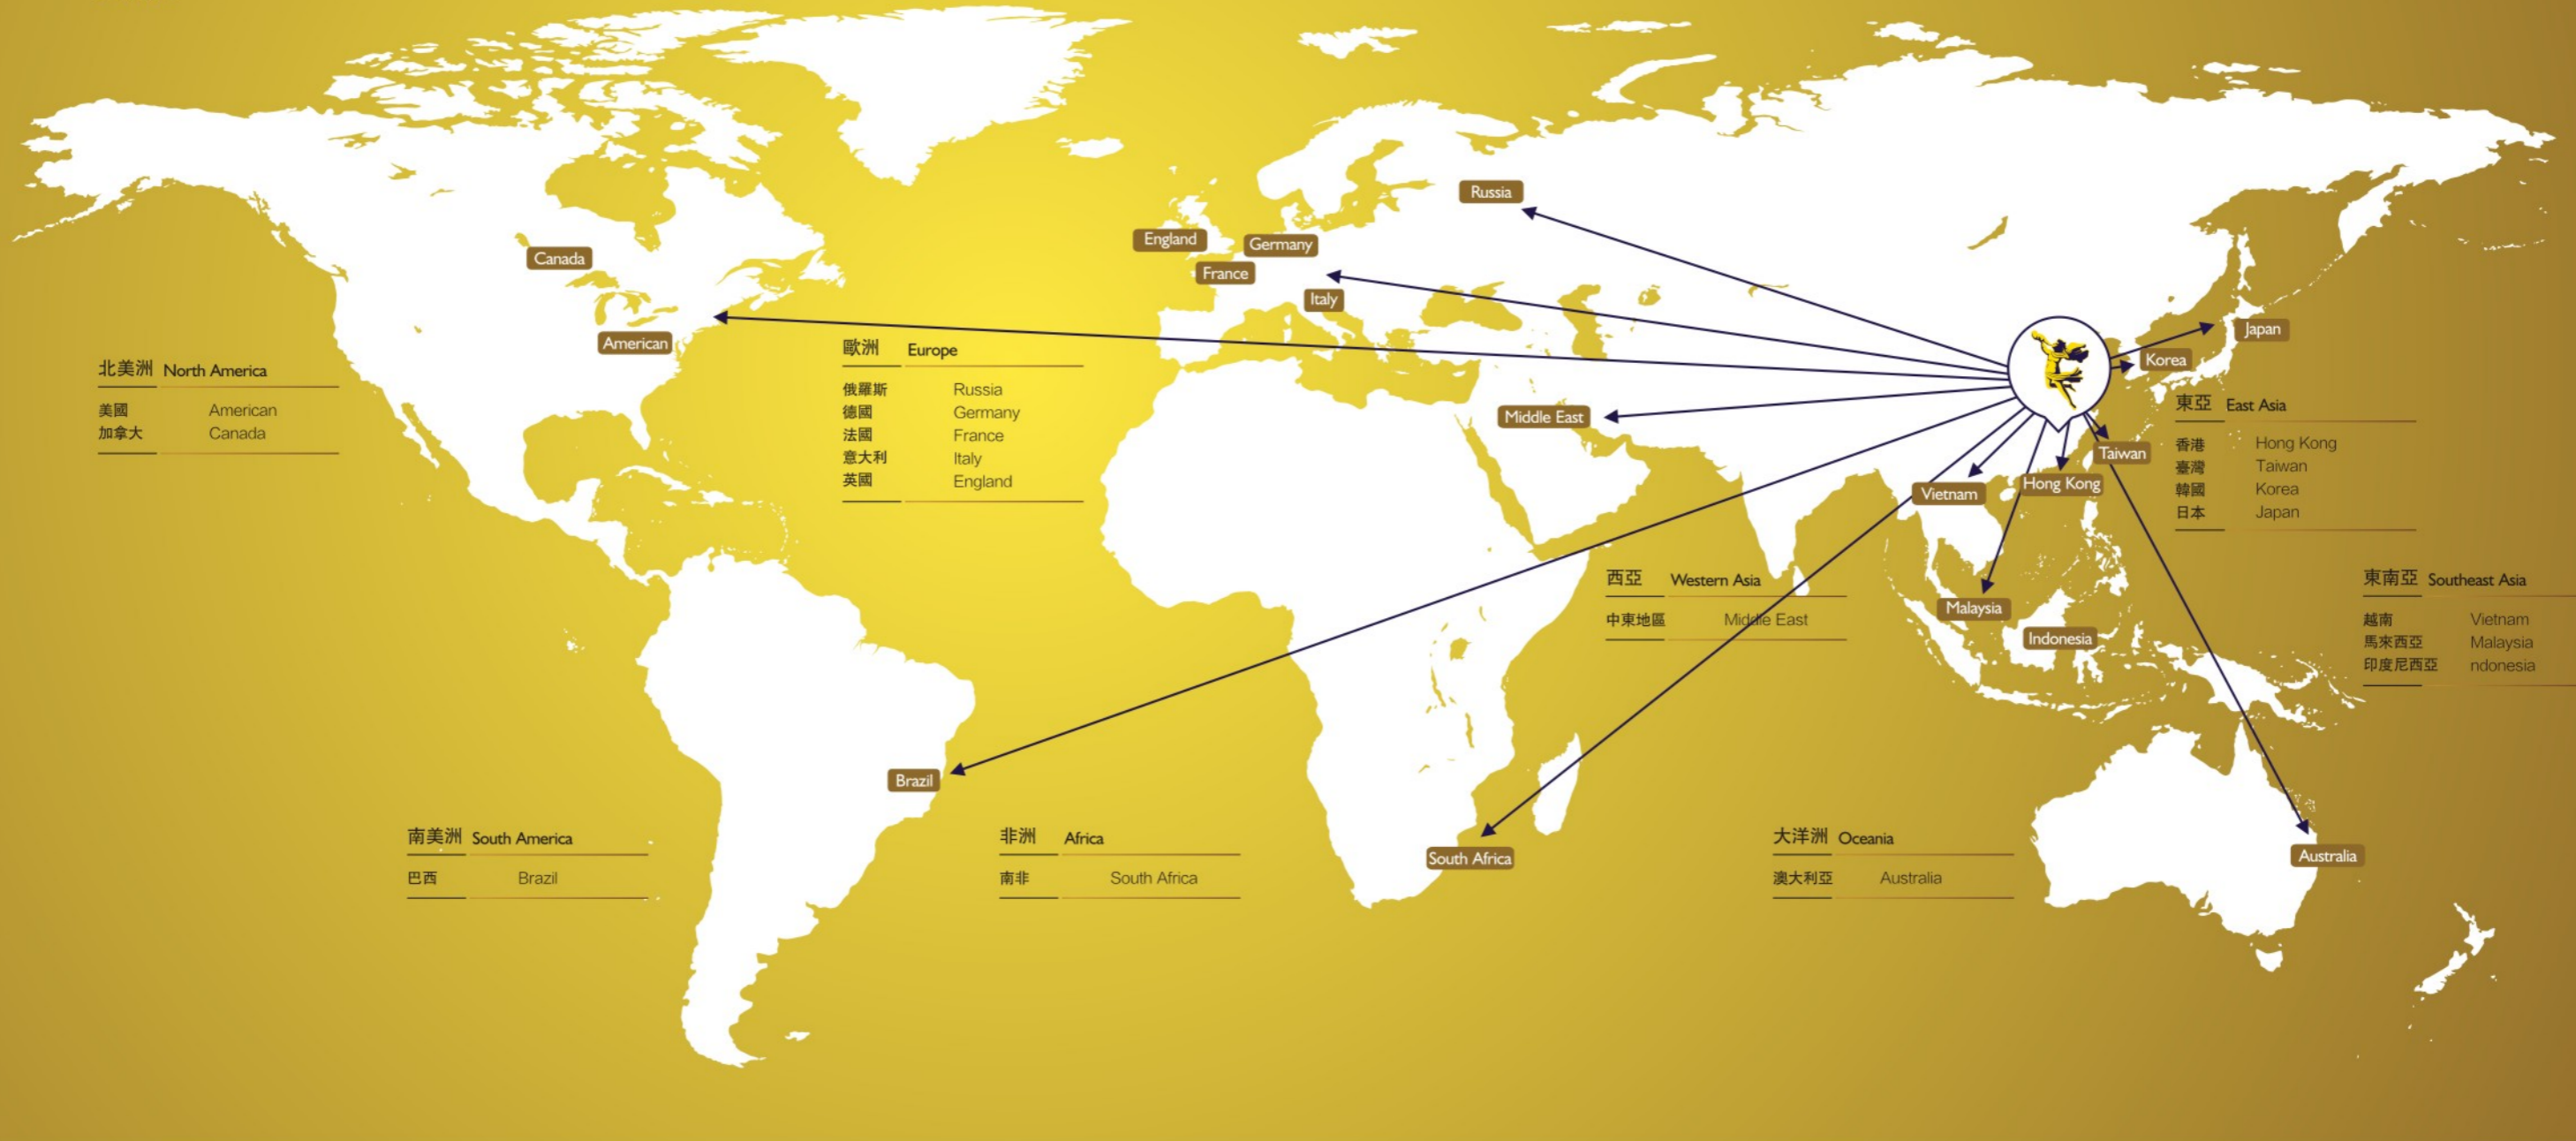 Russia
England
Germany
France
Italy
Canada
American
Japan
Korea
Middle East
Taiwan
Hong Kong
Vietnam
Malaysia
Indonesia
Brazil
South Africa
Australia
北美洲 North America
美國 American
加拿大 Canada
歐洲 Europe
俄羅斯 Russia
德國 Germany
法國 France
意大利 Italy
英國 England
東亞 East Asia
香港 Hong Kong
臺灣 Taiwan
韓國 Korea
日本 Japan
西亞 Western Asia
中東地區 Middle East
東南亞 Southeast Asia
越南 Vietnam
馬來西亞 Malaysia
印度尼西亞 ndonesia
南美洲 South America
巴西 Brazil
非洲 Africa
南非 South Africa
大洋洲 Oceania
澳大利亞 Australia